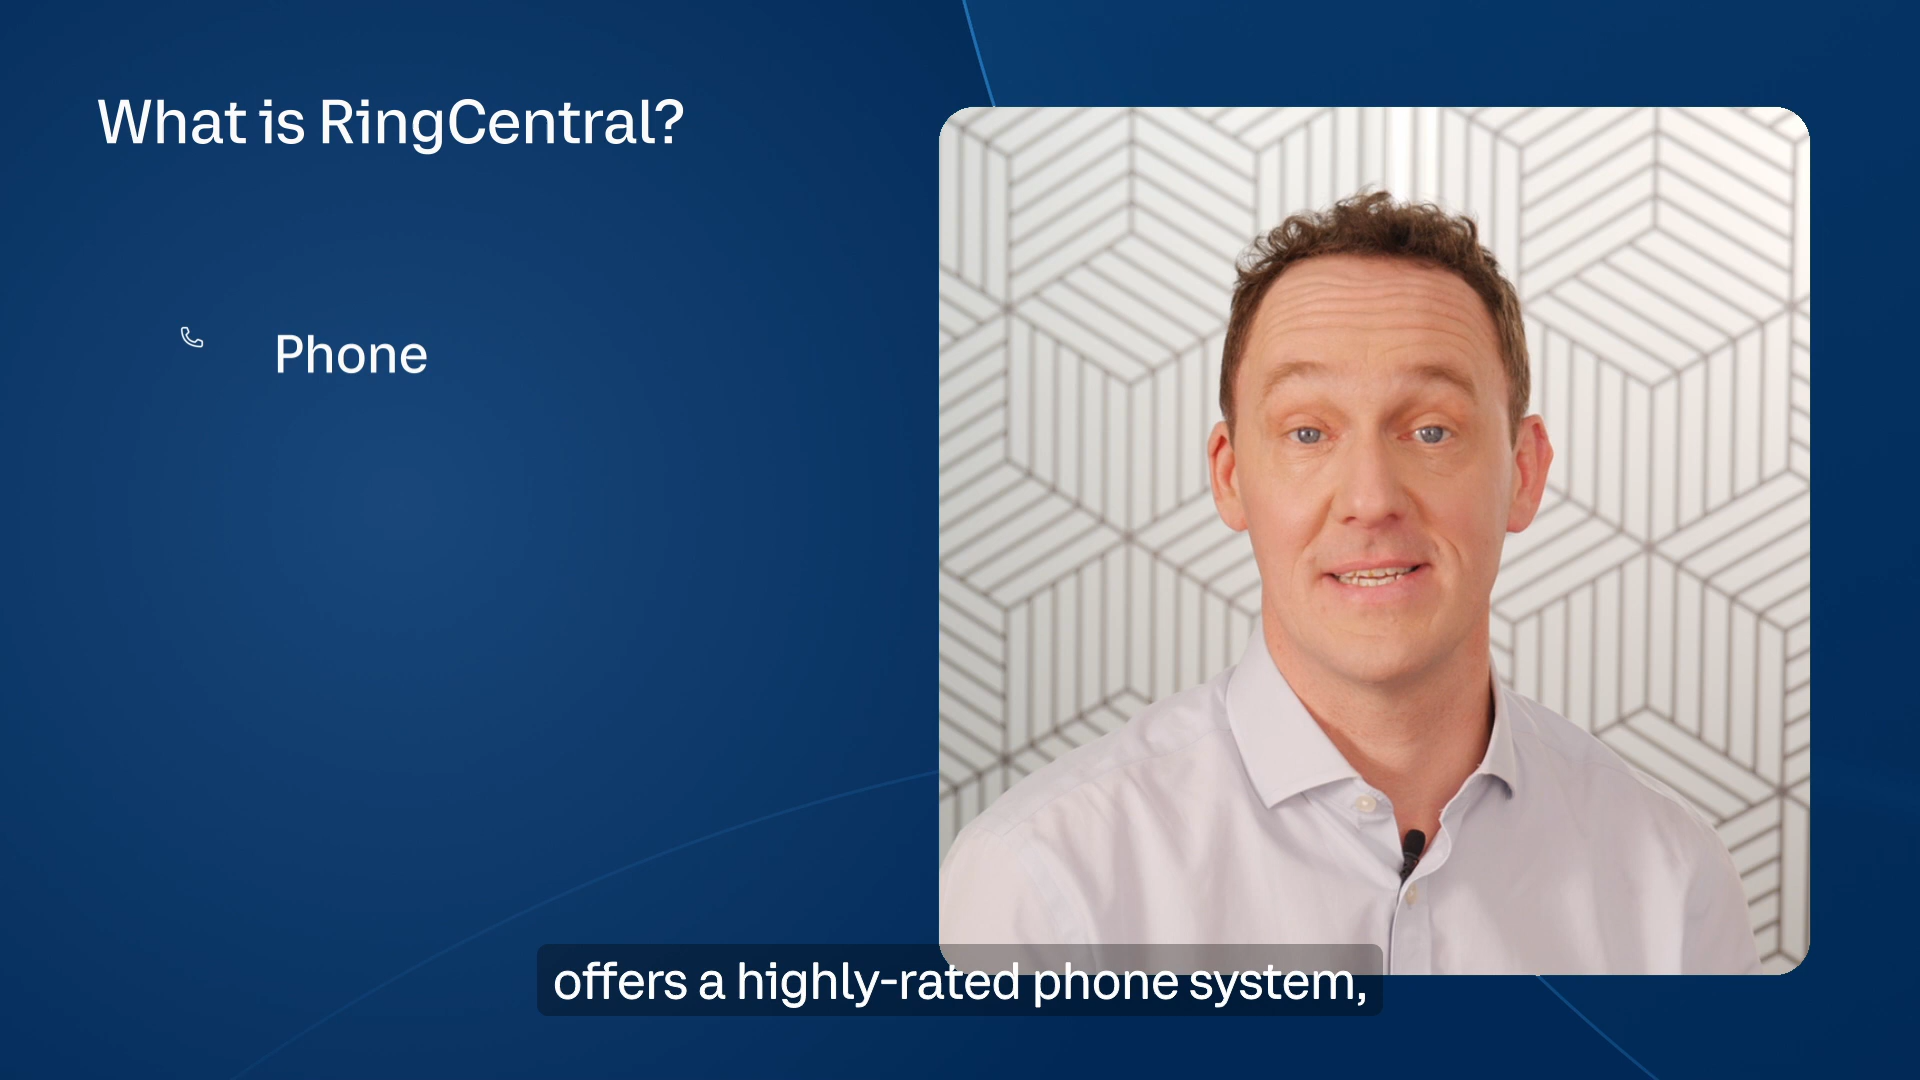 What is RingCentral?
Phone
offers a highly-rated phone system,